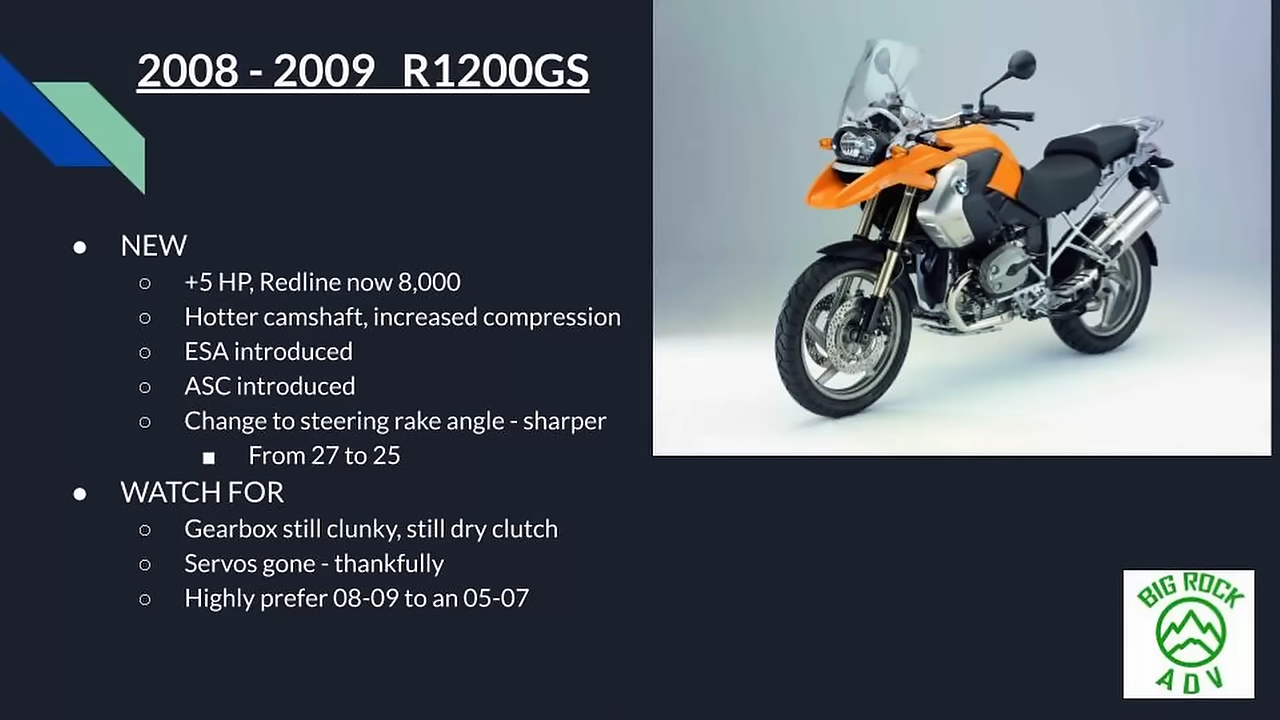 2008 - 2009 R1200GS
NEW
+5 HP, Redline now 8,000
Hotter camshaft, increased compression
ESA introduced
ASC introduced
Change to steering rake angle - sharper
From 27 to 25
WATCH FOR
Gearbox still clunky, still dry clutch
Servos gone - thankfully
Highly prefer 08-09 to an 05-07
BIG ROCK
ADV